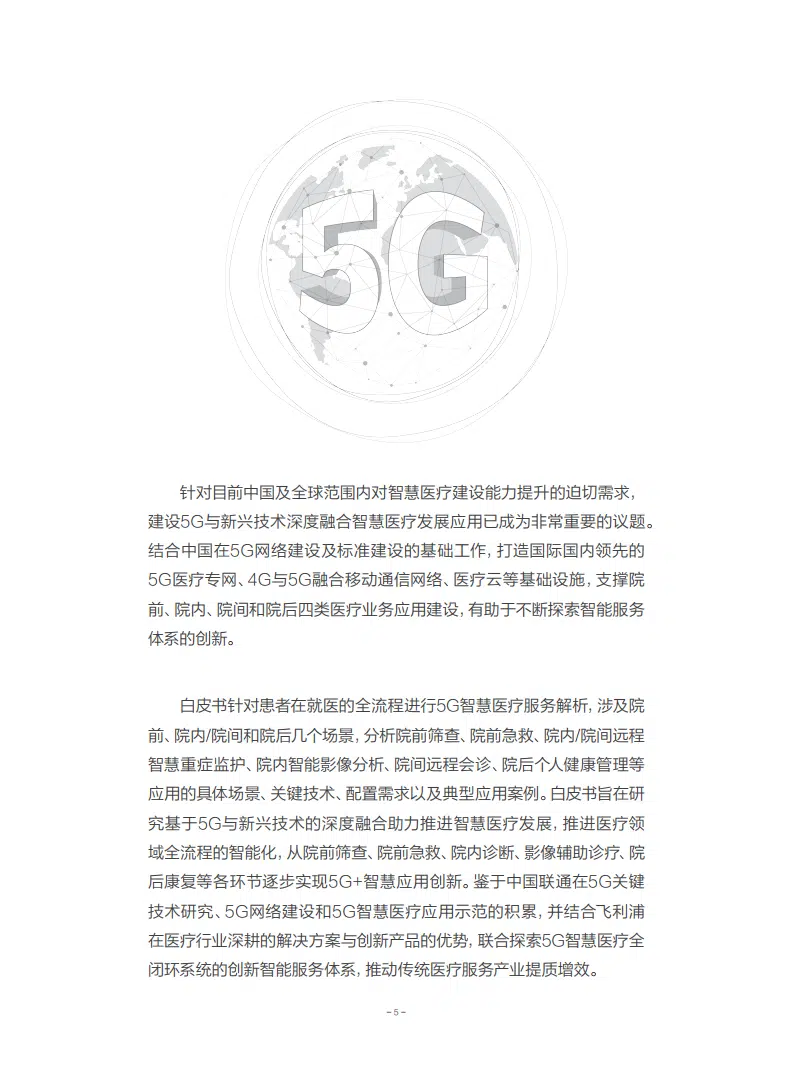 5G
针对目前中国及全球范围内对智慧医疗建设能力提升的迫切需求，
建设5G与新兴技术深度融合智慧医疗发展应用已成为非常重要的议题。
结合中国在5G网络建设及标准建设的基础工作，打造国际国内领先的
5G医疗专网、4G与5G融合移动通信网络、医疗云等基础设施，支撑院
前、院内、院间和院后四类医疗业务应用建设，有助于不断探索智能服务
体系的创新。
白皮书针对患者在就医的全流程进行5G智慧医疗服务解析，涉及院
前、院内/院间和院后几个场景，分析院前筛查、院前急救、院内/院间远程
智慧重症监护、院内智能影像分析、院间远程会诊、院后个人健康管理等
应用的具体场景、关键技术、配置需求以及典型应用案例。白皮书旨在研
究基于5G与新兴技术的深度融合助力推进智慧医疗发展，推进医疗领
域全流程的智能化，从院前筛查、院前急救、院内诊断、影像辅助诊疗、院
后康复等各环节逐步实现5G+智慧应用创新。鉴于中国联通在5G关键
技术研究、5G网络建设和5G智慧医疗应用示范的积累，并结合飞利浦
在医疗行业深耕的解决方案与创新产品的优势，联合探索5G智慧医疗全
闭环系统的创新智能服务体系，推动传统医疗服务产业提质增效。
- 5 -